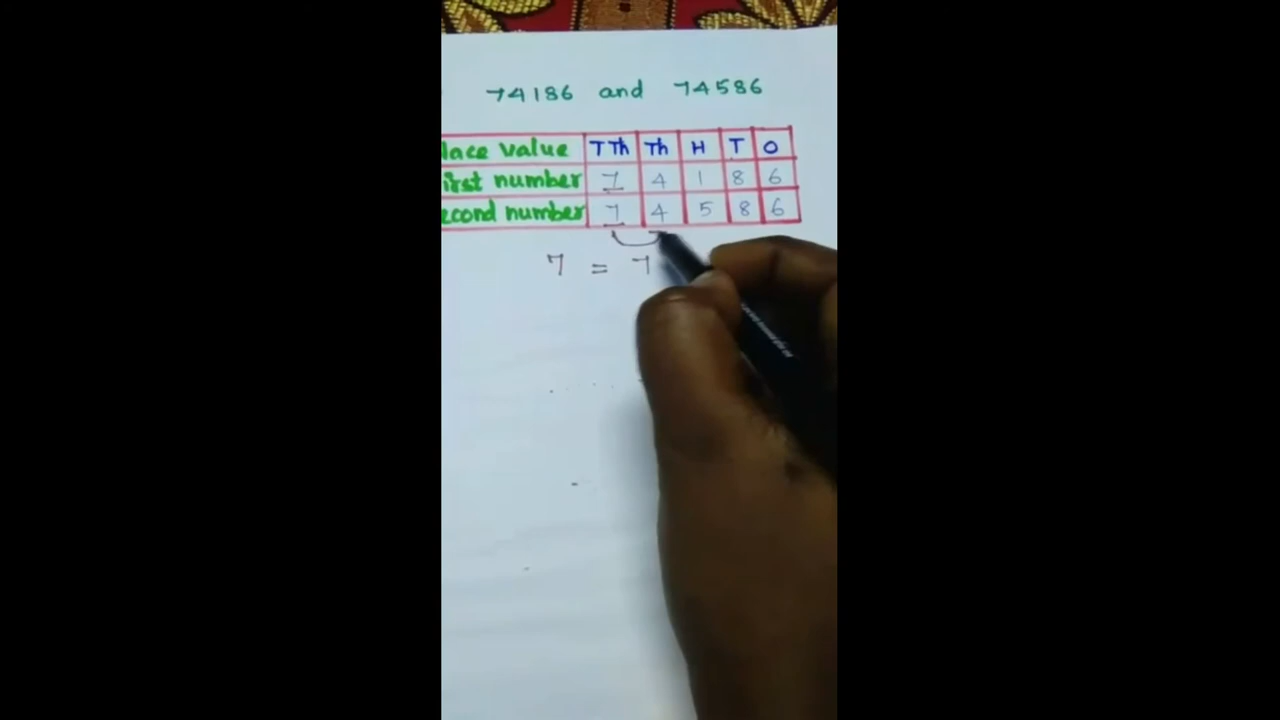 74186 and 74586
lace value TTh Th H T O
irst number 7 4 1 8 6
econd number 7 4 5 8 6
7 = 7